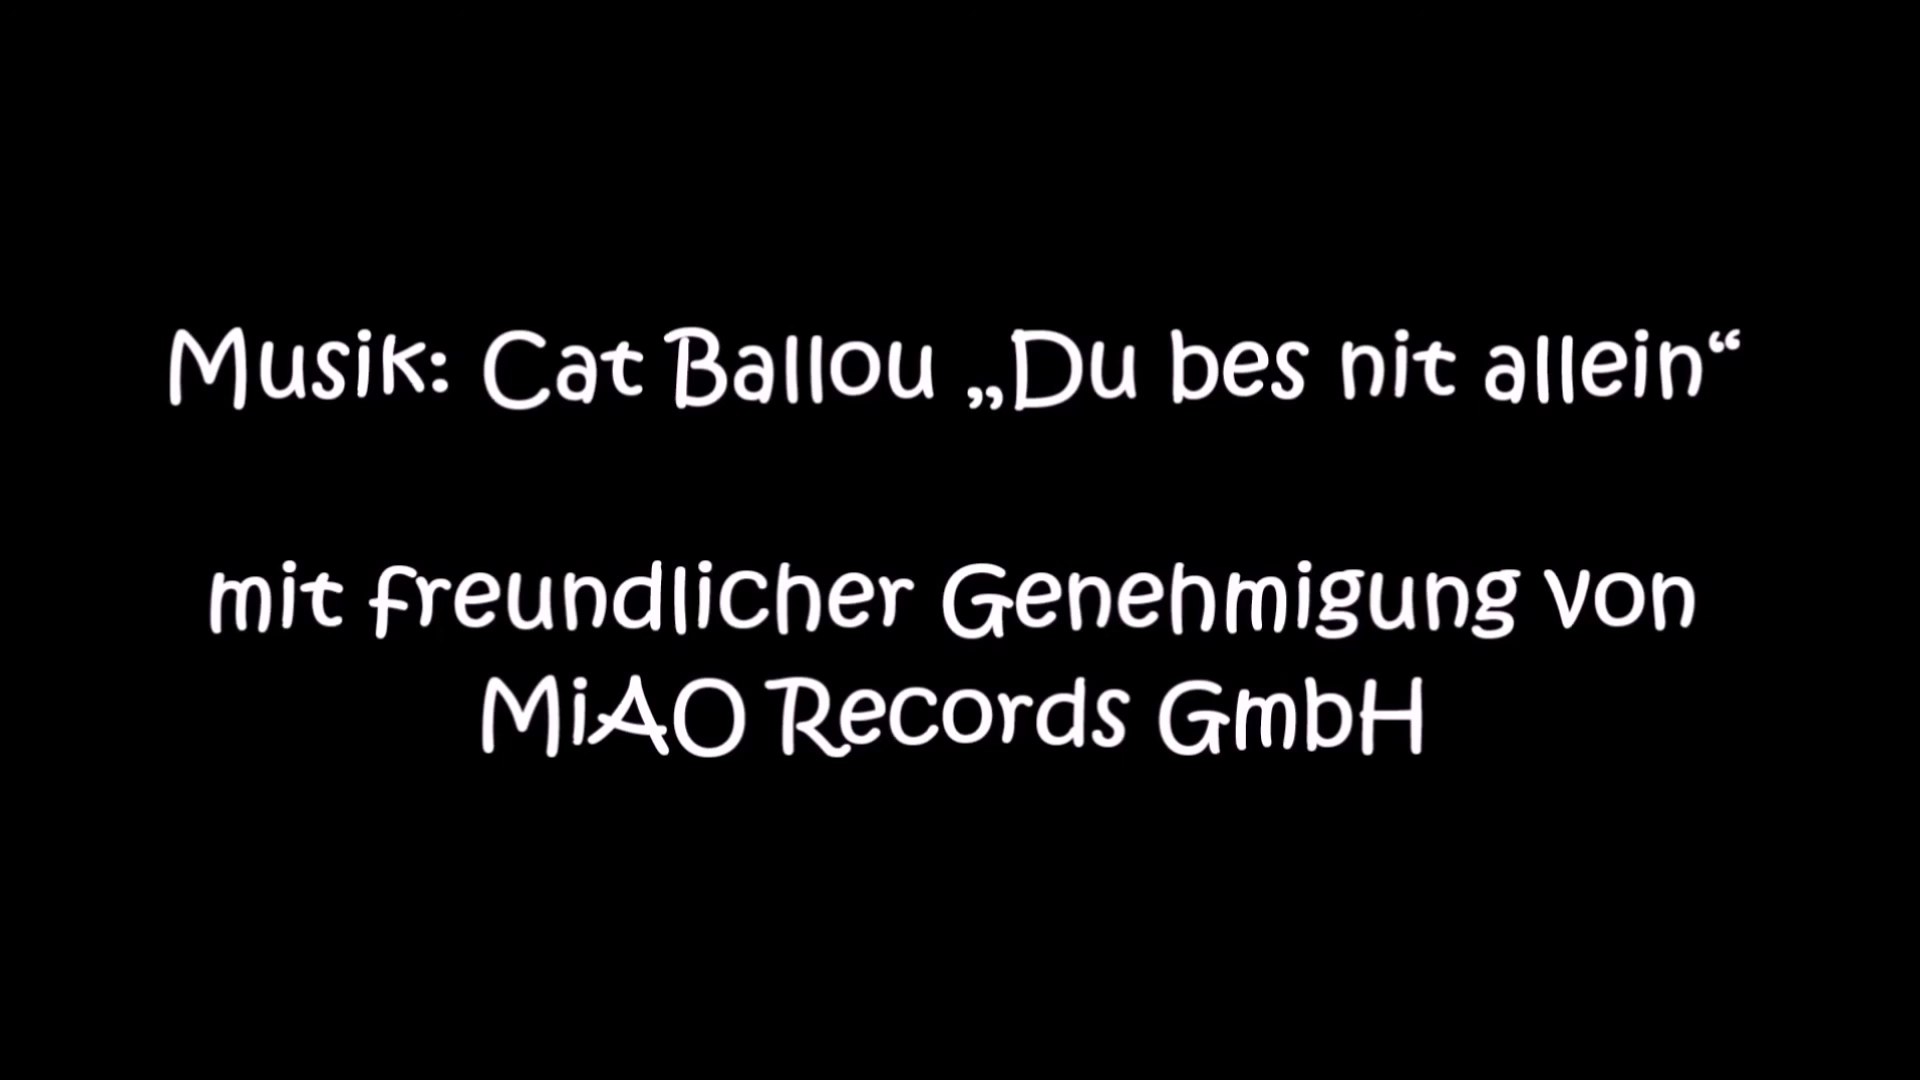 Musik: Cat Ballou „Du bes nit allein“
mit freundlicher Genehmigung von
MiAO Records GmbH